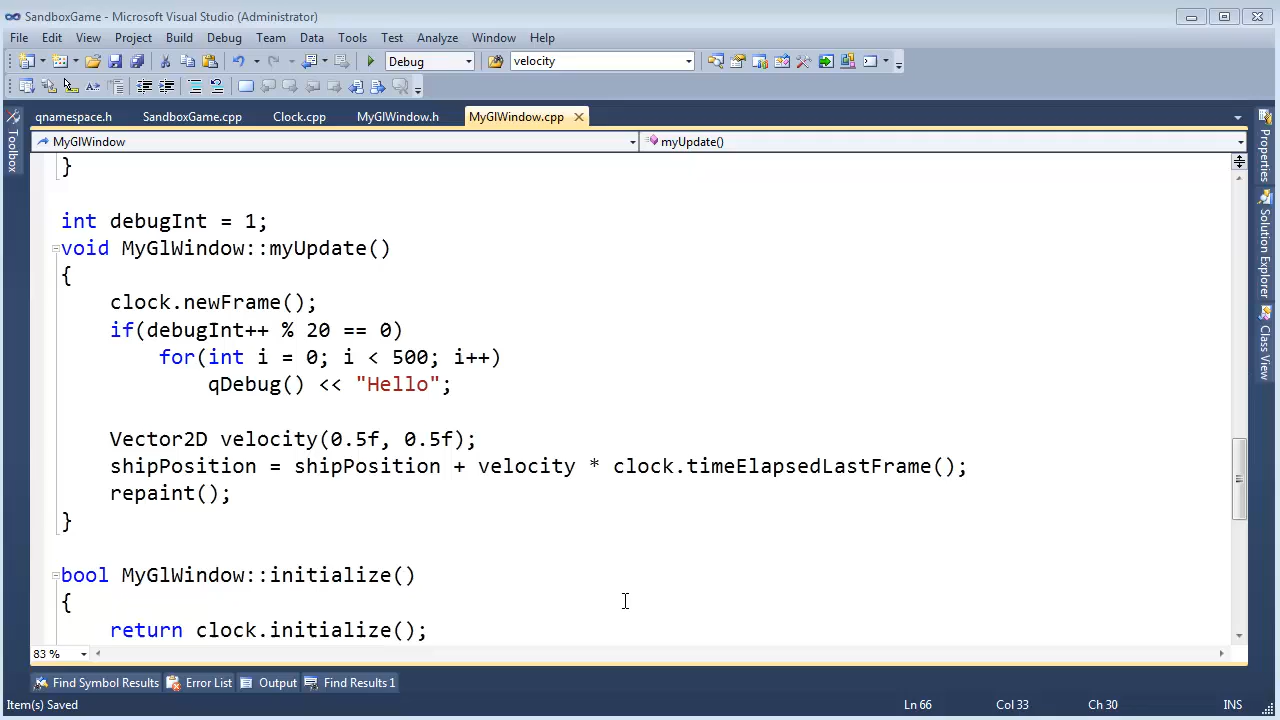 SandboxGame - Microsoft Visual Studio (Administrator)
File Edit View Project Build Debug Team Data Tools Test Analyze Window Help
Debug velocity
qnamespace.h SandboxGame.cpp Clock.cpp MyGlWindow.h MyGlWindow.cpp
MyGlWindow myUpdate()
Toolbox
Properties
Solution Explorer
Class View
}
int debugInt = 1;
void MyGlWindow::myUpdate()
{
clock.newFrame();
if(debugInt++ % 20 == 0)
for(int i = 0; i < 500; i++)
qDebug() << "Hello";
Vector2D velocity(0.5f, 0.5f);
shipPosition = shipPosition + velocity * clock.timeElapsedLastFrame();
repaint();
}
bool MyGlWindow::initialize()
{
return clock.initialize();
83 %
Find Symbol Results Error List Output Find Results 1
Item(s) Saved Ln 66 Col 33 Ch 30 INS